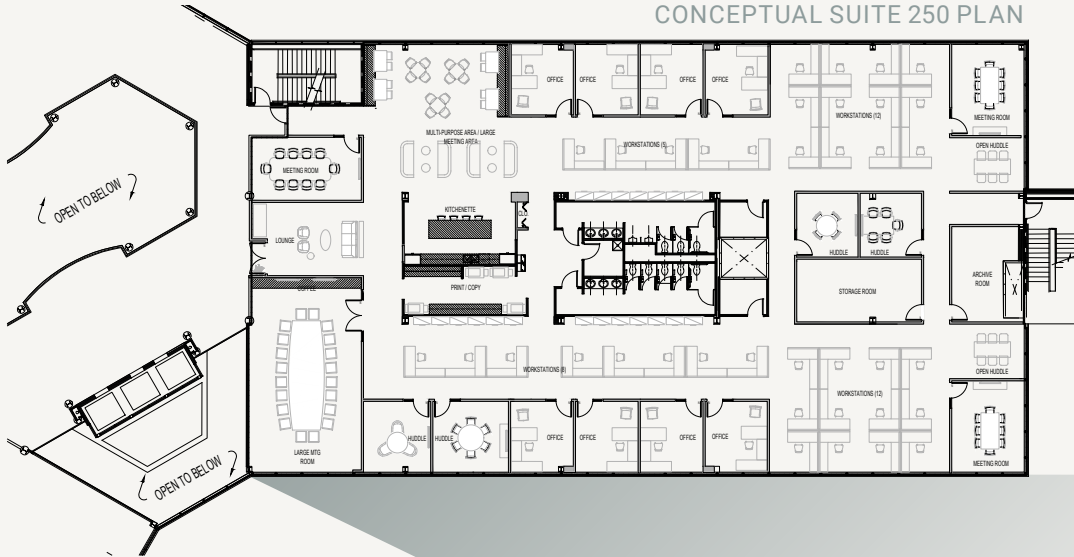 CONCEPTUAL SUITE 250 PLAN
OFFICE
OFFICE
OFFICE
OFFICE
MEETING ROOM
WORKSTATIONS (12)
MULTI-PURPOSE AREA / LARGE
MEETING AREA
WORKSTATIONS (5)
OPEN HUDDLE
MEETING ROOM
OPEN TO BELOW
KITCHENETTE
CLO.
LOUNGE
HUDDLE
HUDDLE
ARCHIVE
ROOM
COFFEE
PRINT / COPY
STORAGE ROOM
WORKSTATIONS (8)
OPEN HUDDLE
WORKSTATIONS (12)
HUDDLE
HUDDLE
OFFICE
OFFICE
OFFICE
OFFICE
LARGE MTG
ROOM
MEETING ROOM
OPEN TO BELOW